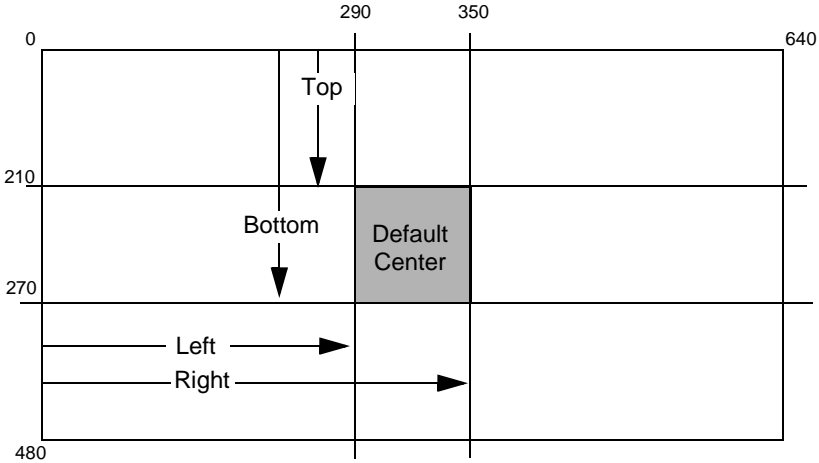 290
350
0
640
Top
210
Bottom
Default
Center
270
Left
Right
480